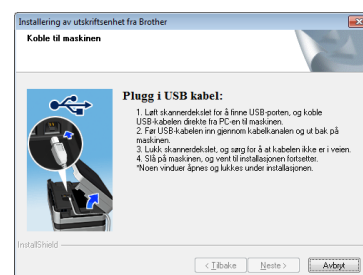 Installering av utskriftsenhet fra Brother
Koble til maskinen
Plugg i USB kabel:
1. Løft skannerdekslet for å finne USB-porten, og koble
USB-kabelen direkte fra PC-en til maskinen.
2. Før USB-kabelen inn gjennom kabelkanalen og ut bak på
maskinen.
3. Lukk skannerdekslet, og sørg for å at kabelen ikke er i veien.
4. Slå på maskinen, og vent til installasjonen fortsetter.
*Noen vinduer åpnes og lukkes under installasjonen.
InstallShield
< Tilbake Neste > Avbryt